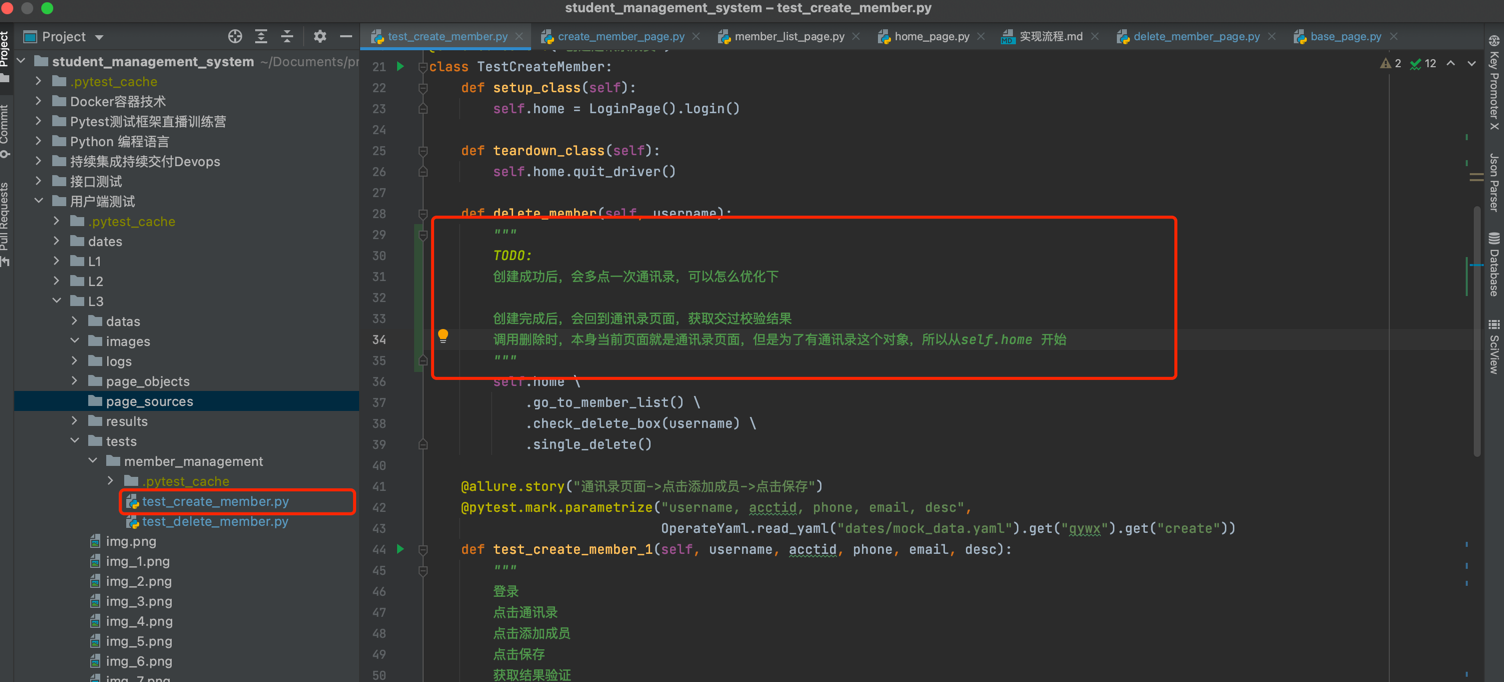 student_management_system – test_create_member.py
Project
test_create_member.py
create_member_page.py
member_list_page.py
home_page.py
实现流程.md
delete_member_page.py
base_page.py
Project
Commit
Pull Requests
student_management_system ~/Documents/pr
.pytest_cache
Docker容器技术
Pytest测试框架直播训练营
Python 编程语言
持续集成持续交付Devops
接口测试
用户端测试
.pytest_cache
dates
L1
L2
L3
datas
images
logs
page_objects
page_sources
results
tests
member_management
.pytest_cache
test_create_member.py
test_delete_member.py
img.png
img_1.png
img_2.png
img_3.png
img_4.png
img_5.png
img_6.png
img_7.png
2 12
21 class TestCreateMember:
22 def setup_class(self):
23 self.home = LoginPage().login()
24
25 def teardown_class(self):
26 self.home.quit_driver()
27
28 def delete_member(self, username):
29 """
30 TODO:
31 创建成功后，会多点一次通讯录，可以怎么优化下
32
33 创建完成后，会回到通讯录页面，获取交过校验结果
34 调用删除时，本身当前页面就是通讯录页面，但是为了有通讯录这个对象，所以从self.home 开始
35 """
36 self.home \
37 .go_to_member_list() \
38 .check_delete_box(username) \
39 .single_delete()
40
41 @allure.story("通讯录页面->点击添加成员->点击保存")
42 @pytest.mark.parametrize("username, acctid, phone, email, desc",
43 OperateYaml.read_yaml("dates/mock_data.yaml").get("qywx").get("create"))
44 def test_create_member_1(self, username, acctid, phone, email, desc):
45 """
46 登录
47 点击通讯录
48 点击添加成员
49 点击保存
50 获取结果验证
Key Promoter X
Json Parser
Database
SciView